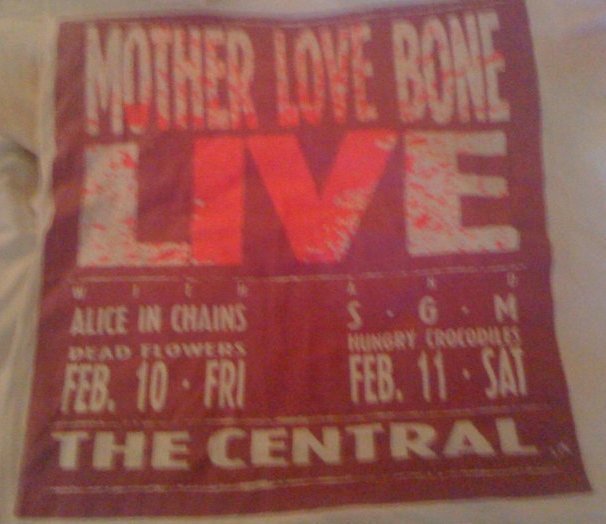 MOTHER LOVE BONE
LIVE
WITH
ALICE IN CHAINS
DEAD FLOWERS
FEB. 10 · FRI
AND
S · G · M
HUNGRY CROCODILES
FEB. 11 · SAT
THE CENTRAL